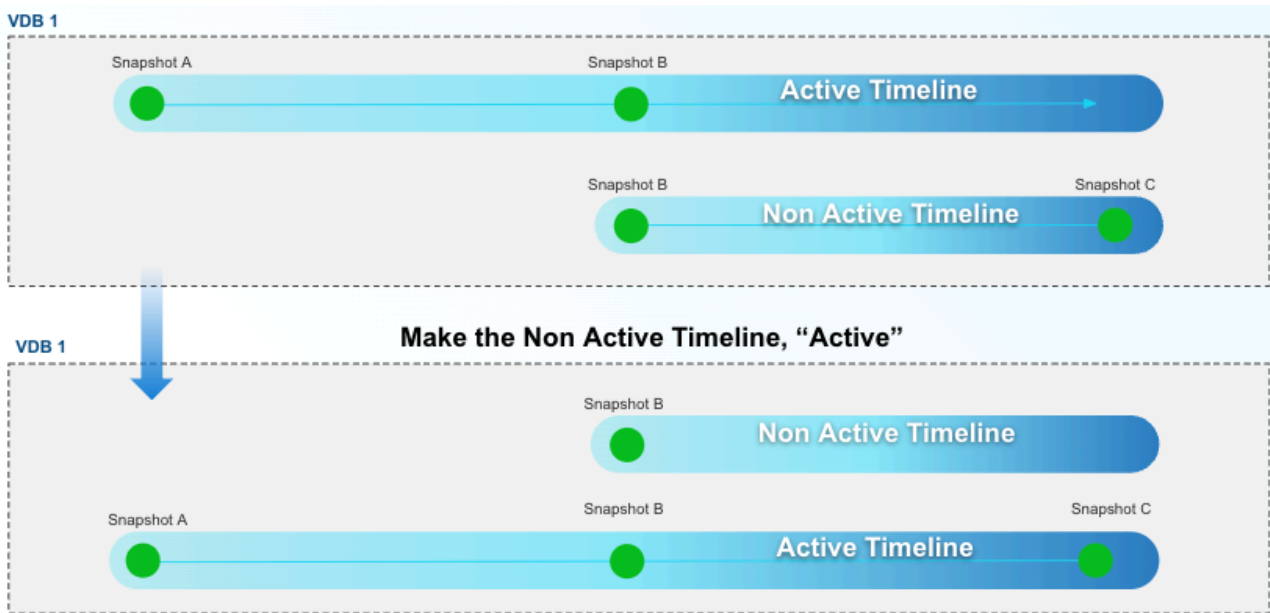 VDB 1
Snapshot A
Snapshot B
Active Timeline
Snapshot B
Snapshot C
Non Active Timeline
Make the Non Active Timeline, “Active”
VDB 1
Snapshot B
Non Active Timeline
Snapshot A
Snapshot B
Snapshot C
Active Timeline